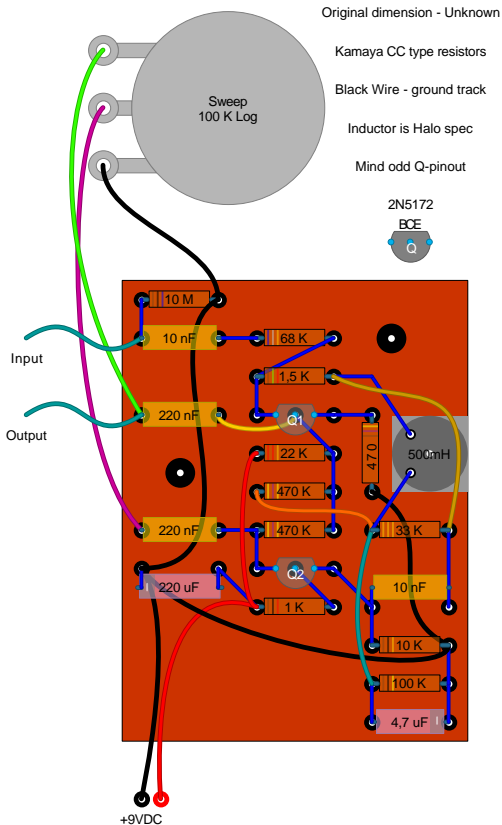 Original dimension - Unknown
Kamaya CC type resistors
Black Wire - ground track
Inductor is Halo spec
Mind odd Q-pinout
Sweep
100 K Log
2N5172
BCE
Q
10 M
10 nF
68 K
Input
1,5 K
220 nF
Q1
Output
470
500mH
22 K
470 K
220 nF
470 K
33 K
220 uF
Q2
10 nF
1 K
10 K
100 K
4,7 uF
+9VDC